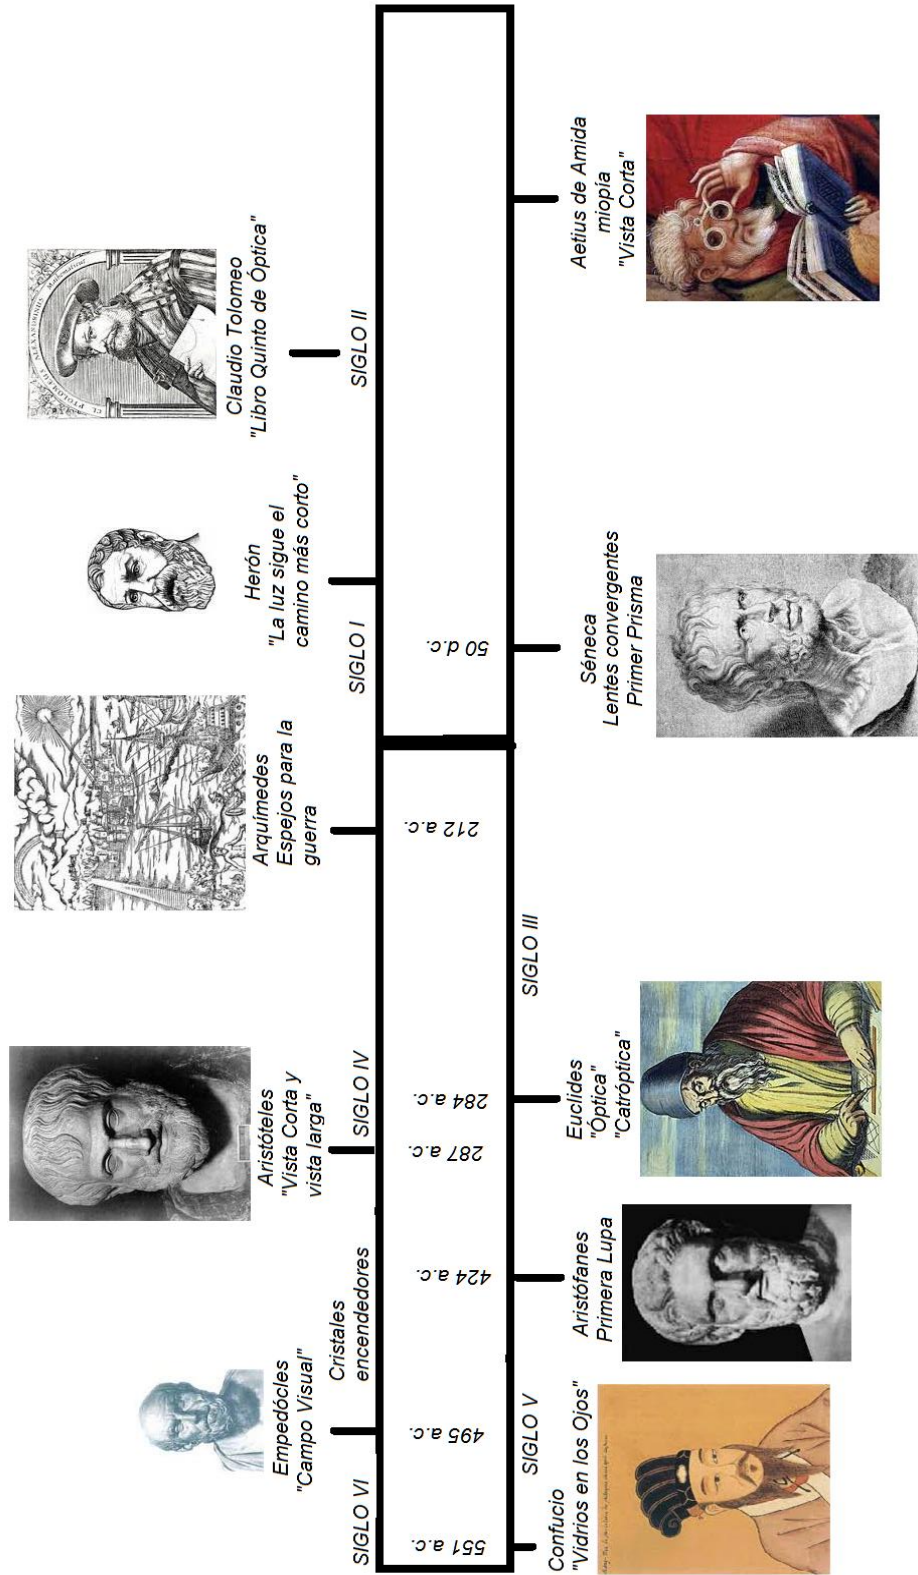 Empedócles
"Campo Visual"
Cristales
encendedores
Aristóteles
"Vista Corta y
vista larga"
Arquímedes
Espejos para la
guerra
Herón
"La luz sigue el
camino más corto"
Claudio Tolomeo
"Libro Quinto de Óptica"
SIGLO VI
SIGLO IV
SIGLO I
SIGLO II
551 a.c.
495 a.c.
424 a.c.
287 a.c.
284 a.c.
212 a.c.
50 d.c.
SIGLO V
SIGLO III
Confucio
"Vidrios en los Ojos"
Aristófanes
Primera Lupa
Euclides
"Óptica"
"Catróptica"
Séneca
Lentes convergentes
Primer Prisma
Aetius de Amida
miopía
"Vista Corta"